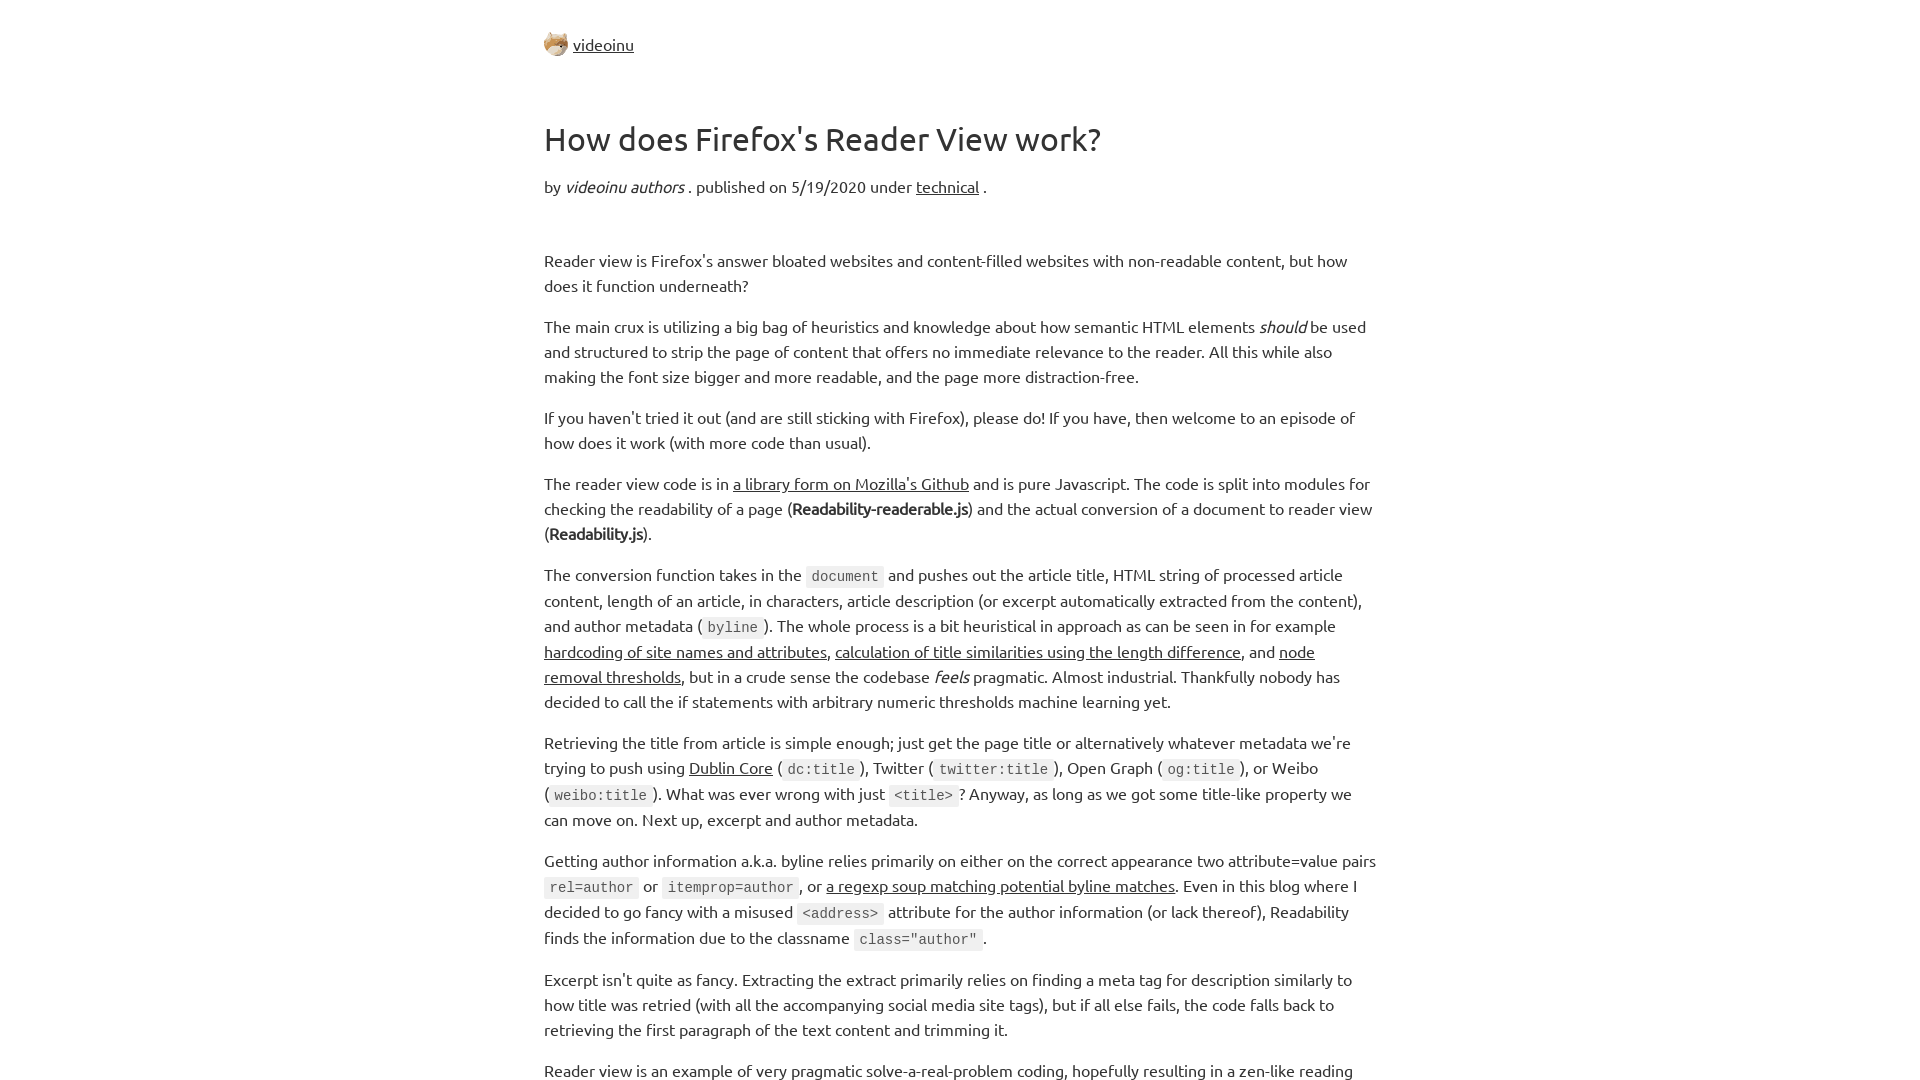 videoinu
How does Firefox's Reader View work?
by videoinu authors . published on 5/19/2020 under technical .
Reader view is Firefox's answer bloated websites and content-filled websites with non-readable content, but how
does it function underneath?
The main crux is utilizing a big bag of heuristics and knowledge about how semantic HTML elements should be used
and structured to strip the page of content that offers no immediate relevance to the reader. All this while also
making the font size bigger and more readable, and the page more distraction-free.
If you haven't tried it out (and are still sticking with Firefox), please do! If you have, then welcome to an episode of
how does it work (with more code than usual).
The reader view code is in a library form on Mozilla's Github and is pure Javascript. The code is split into modules for
checking the readability of a page (Readability-readerable.js) and the actual conversion of a document to reader view
(Readability.js).
The conversion function takes in the document and pushes out the article title, HTML string of processed article
content, length of an article, in characters, article description (or excerpt automatically extracted from the content),
and author metadata ( byline ). The whole process is a bit heuristical in approach as can be seen in for example
hardcoding of site names and attributes, calculation of title similarities using the length difference, and node
removal thresholds, but in a crude sense the codebase feels pragmatic. Almost industrial. Thankfully nobody has
decided to call the if statements with arbitrary numeric thresholds machine learning yet.
Retrieving the title from article is simple enough; just get the page title or alternatively whatever metadata we're
trying to push using Dublin Core ( dc:title ), Twitter ( twitter:title ), Open Graph ( og:title ), or Weibo
( weibo:title ). What was ever wrong with just <title> ? Anyway, as long as we got some title-like property we
can move on. Next up, excerpt and author metadata.
Getting author information a.k.a. byline relies primarily on either on the correct appearance two attribute=value pairs
rel=author or itemprop=author , or a regexp soup matching potential byline matches. Even in this blog where I
decided to go fancy with a misused <address> attribute for the author information (or lack thereof), Readability
finds the information due to the classname class="author" .
Excerpt isn't quite as fancy. Extracting the extract primarily relies on finding a meta tag for description similarly to
how title was retried (with all the accompanying social media site tags), but if all else fails, the code falls back to
retrieving the first paragraph of the text content and trimming it.
Reader view is an example of very pragmatic solve-a-real-problem coding, hopefully resulting in a zen-like reading